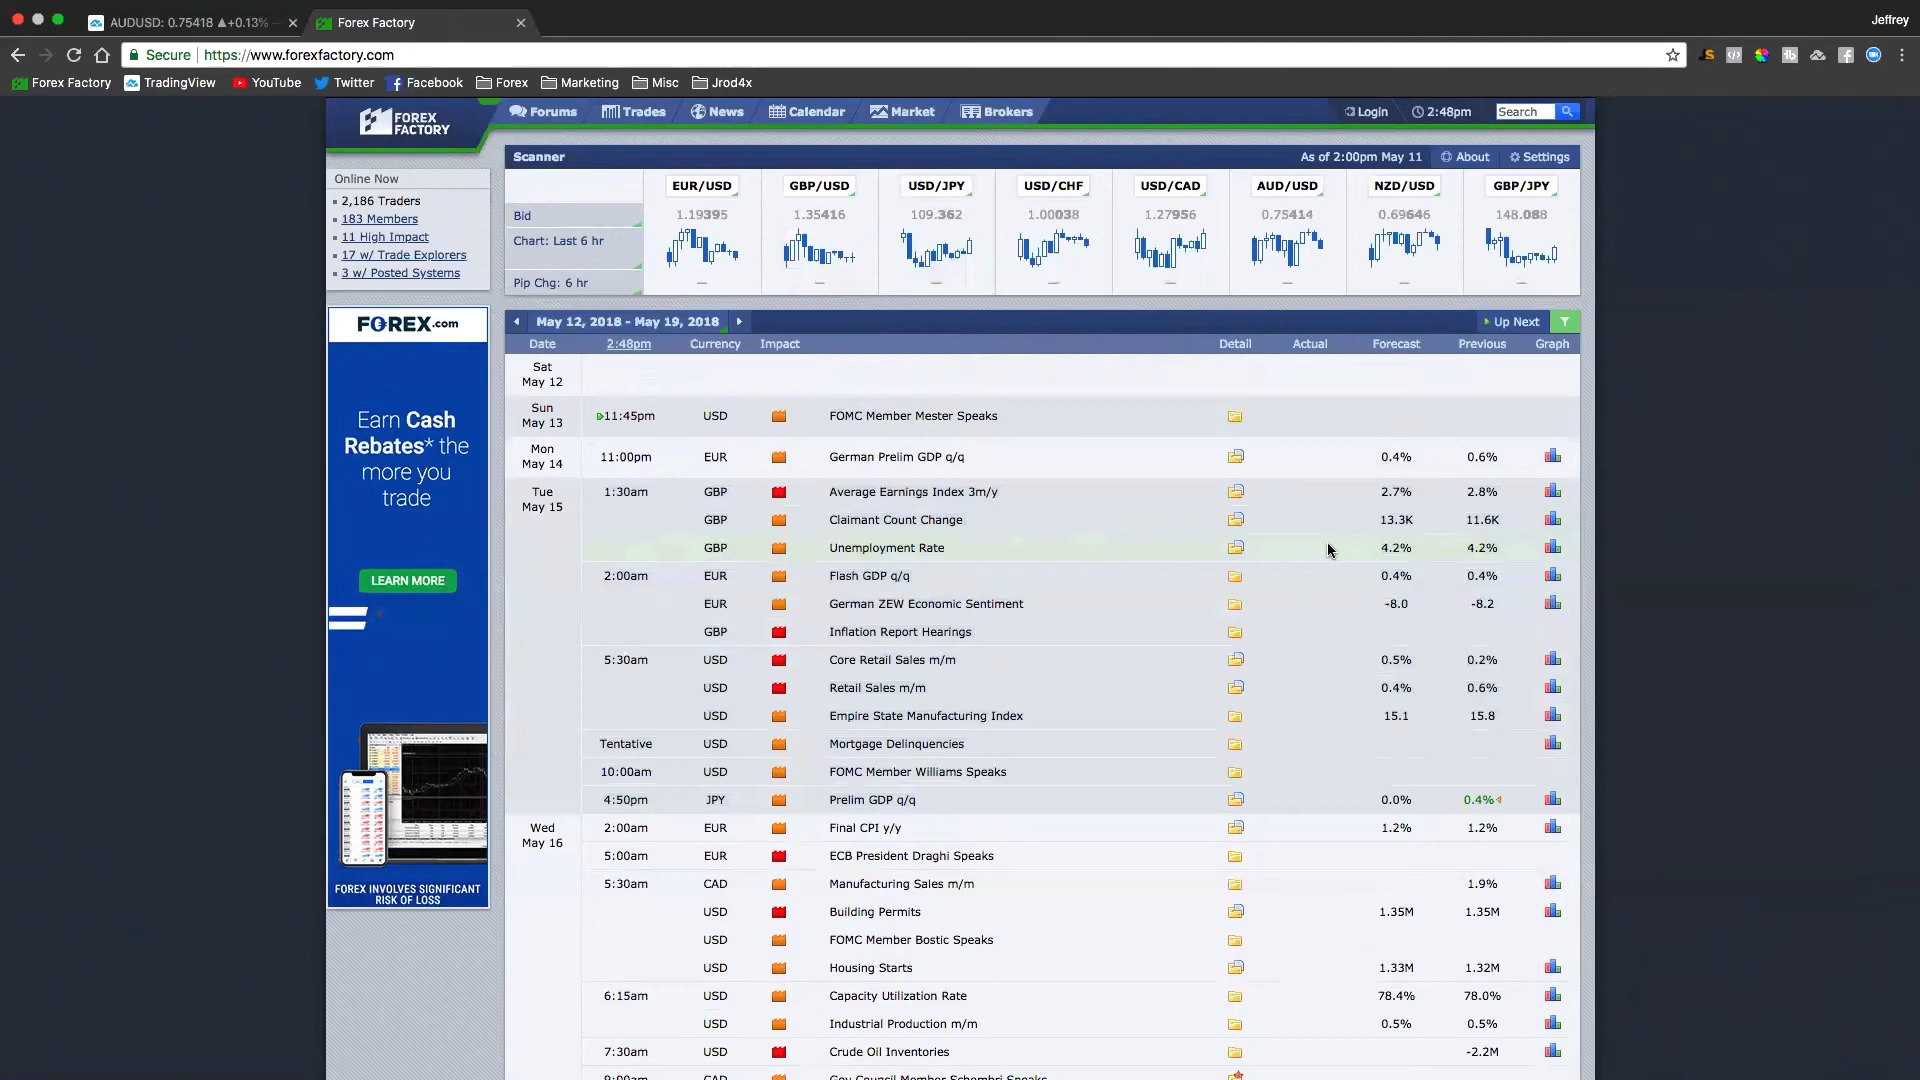 AUDUSD: 0.75418 ▲+0.13%
Forex Factory
Jeffrey
Secure https://www.forexfactory.com
Forex Factory TradingView YouTube Twitter Facebook Forex Marketing Misc Jrod4x
FOREX
FACTORY
Forums Trades News Calendar Market Brokers Login 2:48pm Search
Online Now
2,186 Traders
183 Members
11 High Impact
17 w/ Trade Explorers
3 w/ Posted Systems
Scanner As of 2:00pm May 11 About Settings
EUR/USD GBP/USD USD/JPY USD/CHF USD/CAD AUD/USD NZD/USD GBP/JPY
Bid 1.19395 1.35416 109.362 1.00038 1.27956 0.75414 0.69646 148.088
Chart: Last 6 hr
Pip Chg: 6 hr — — — — — — — —
FOREX.com
Earn Cash
Rebates* the
more you
trade
LEARN MORE
FOREX INVOLVES SIGNIFICANT
RISK OF LOSS
May 12, 2018 - May 19, 2018 Up Next
Date 2:48pm Currency Impact Detail Actual Forecast Previous Graph
Sat
May 12
Sun
May 13
11:45pm USD FOMC Member Mester Speaks
Mon
May 14
11:00pm EUR German Prelim GDP q/q 0.4% 0.6%
Tue
May 15
1:30am GBP Average Earnings Index 3m/y 2.7% 2.8%
GBP Claimant Count Change 13.3K 11.6K
GBP Unemployment Rate 4.2% 4.2%
2:00am EUR Flash GDP q/q 0.4% 0.4%
EUR German ZEW Economic Sentiment -8.0 -8.2
GBP Inflation Report Hearings
5:30am USD Core Retail Sales m/m 0.5% 0.2%
USD Retail Sales m/m 0.4% 0.6%
USD Empire State Manufacturing Index 15.1 15.8
Tentative USD Mortgage Delinquencies
10:00am USD FOMC Member Williams Speaks
4:50pm JPY Prelim GDP q/q 0.0% 0.4%
Wed
May 16
2:00am EUR Final CPI y/y 1.2% 1.2%
5:00am EUR ECB President Draghi Speaks
5:30am CAD Manufacturing Sales m/m 1.9%
USD Building Permits 1.35M 1.35M
USD FOMC Member Bostic Speaks
USD Housing Starts 1.33M 1.32M
6:15am USD Capacity Utilization Rate 78.4% 78.0%
USD Industrial Production m/m 0.5% 0.5%
7:30am USD Crude Oil Inventories -2.2M
9:00am CAD Gov Council Member Schembri Speaks